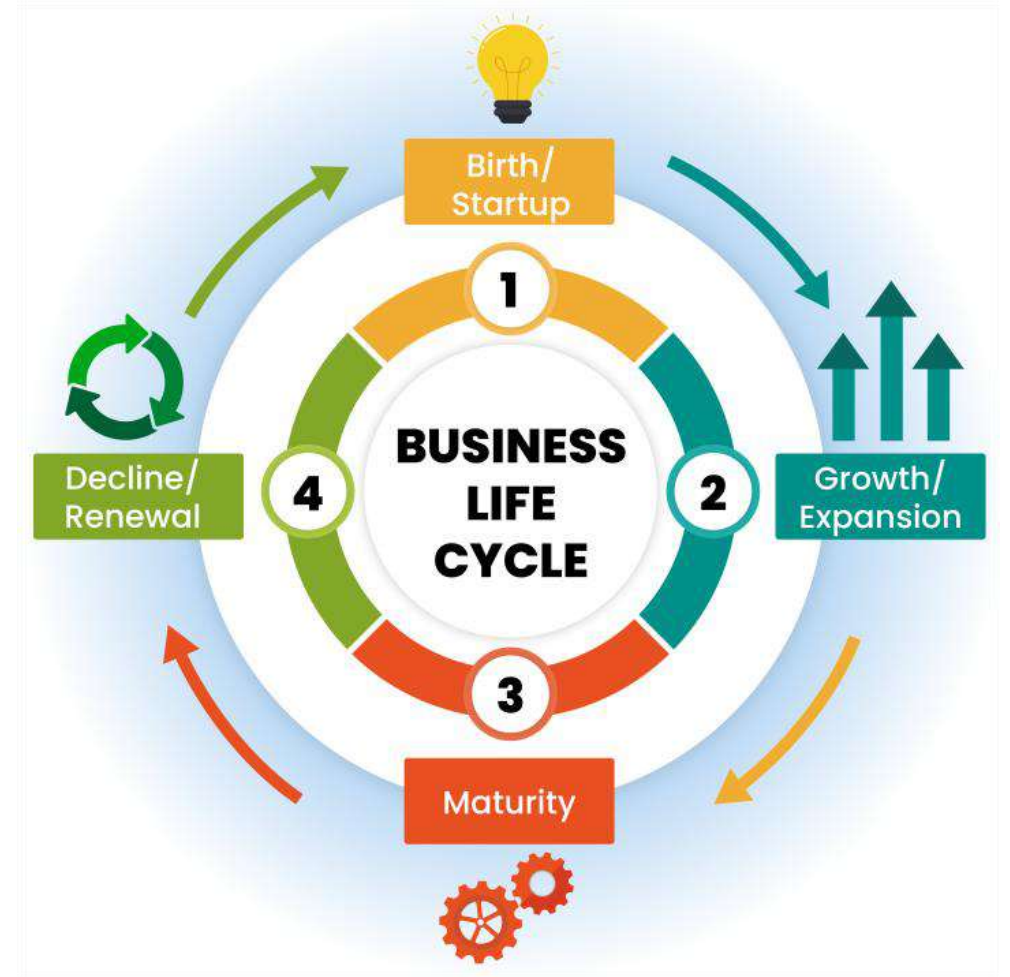 Birth/
Startup
1
BUSINESS
LIFE
CYCLE
2
Growth/
Expansion
3
Maturity
4
Decline/
Renewal